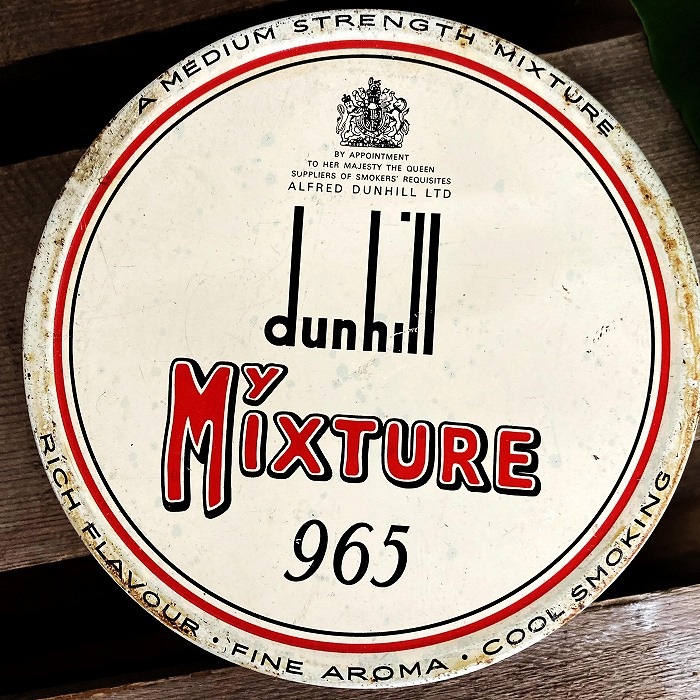 A MEDIUM STRENGTH MIXTURE
BY APPOINTMENT
TO HER MAJESTY THE QUEEN
SUPPLIERS OF SMOKERS' REQUISITES
ALFRED DUNHILL LTD
dunhill
My
MIXTURE
965
RICH FLAVOUR · FINE AROMA · COOL SMOKING